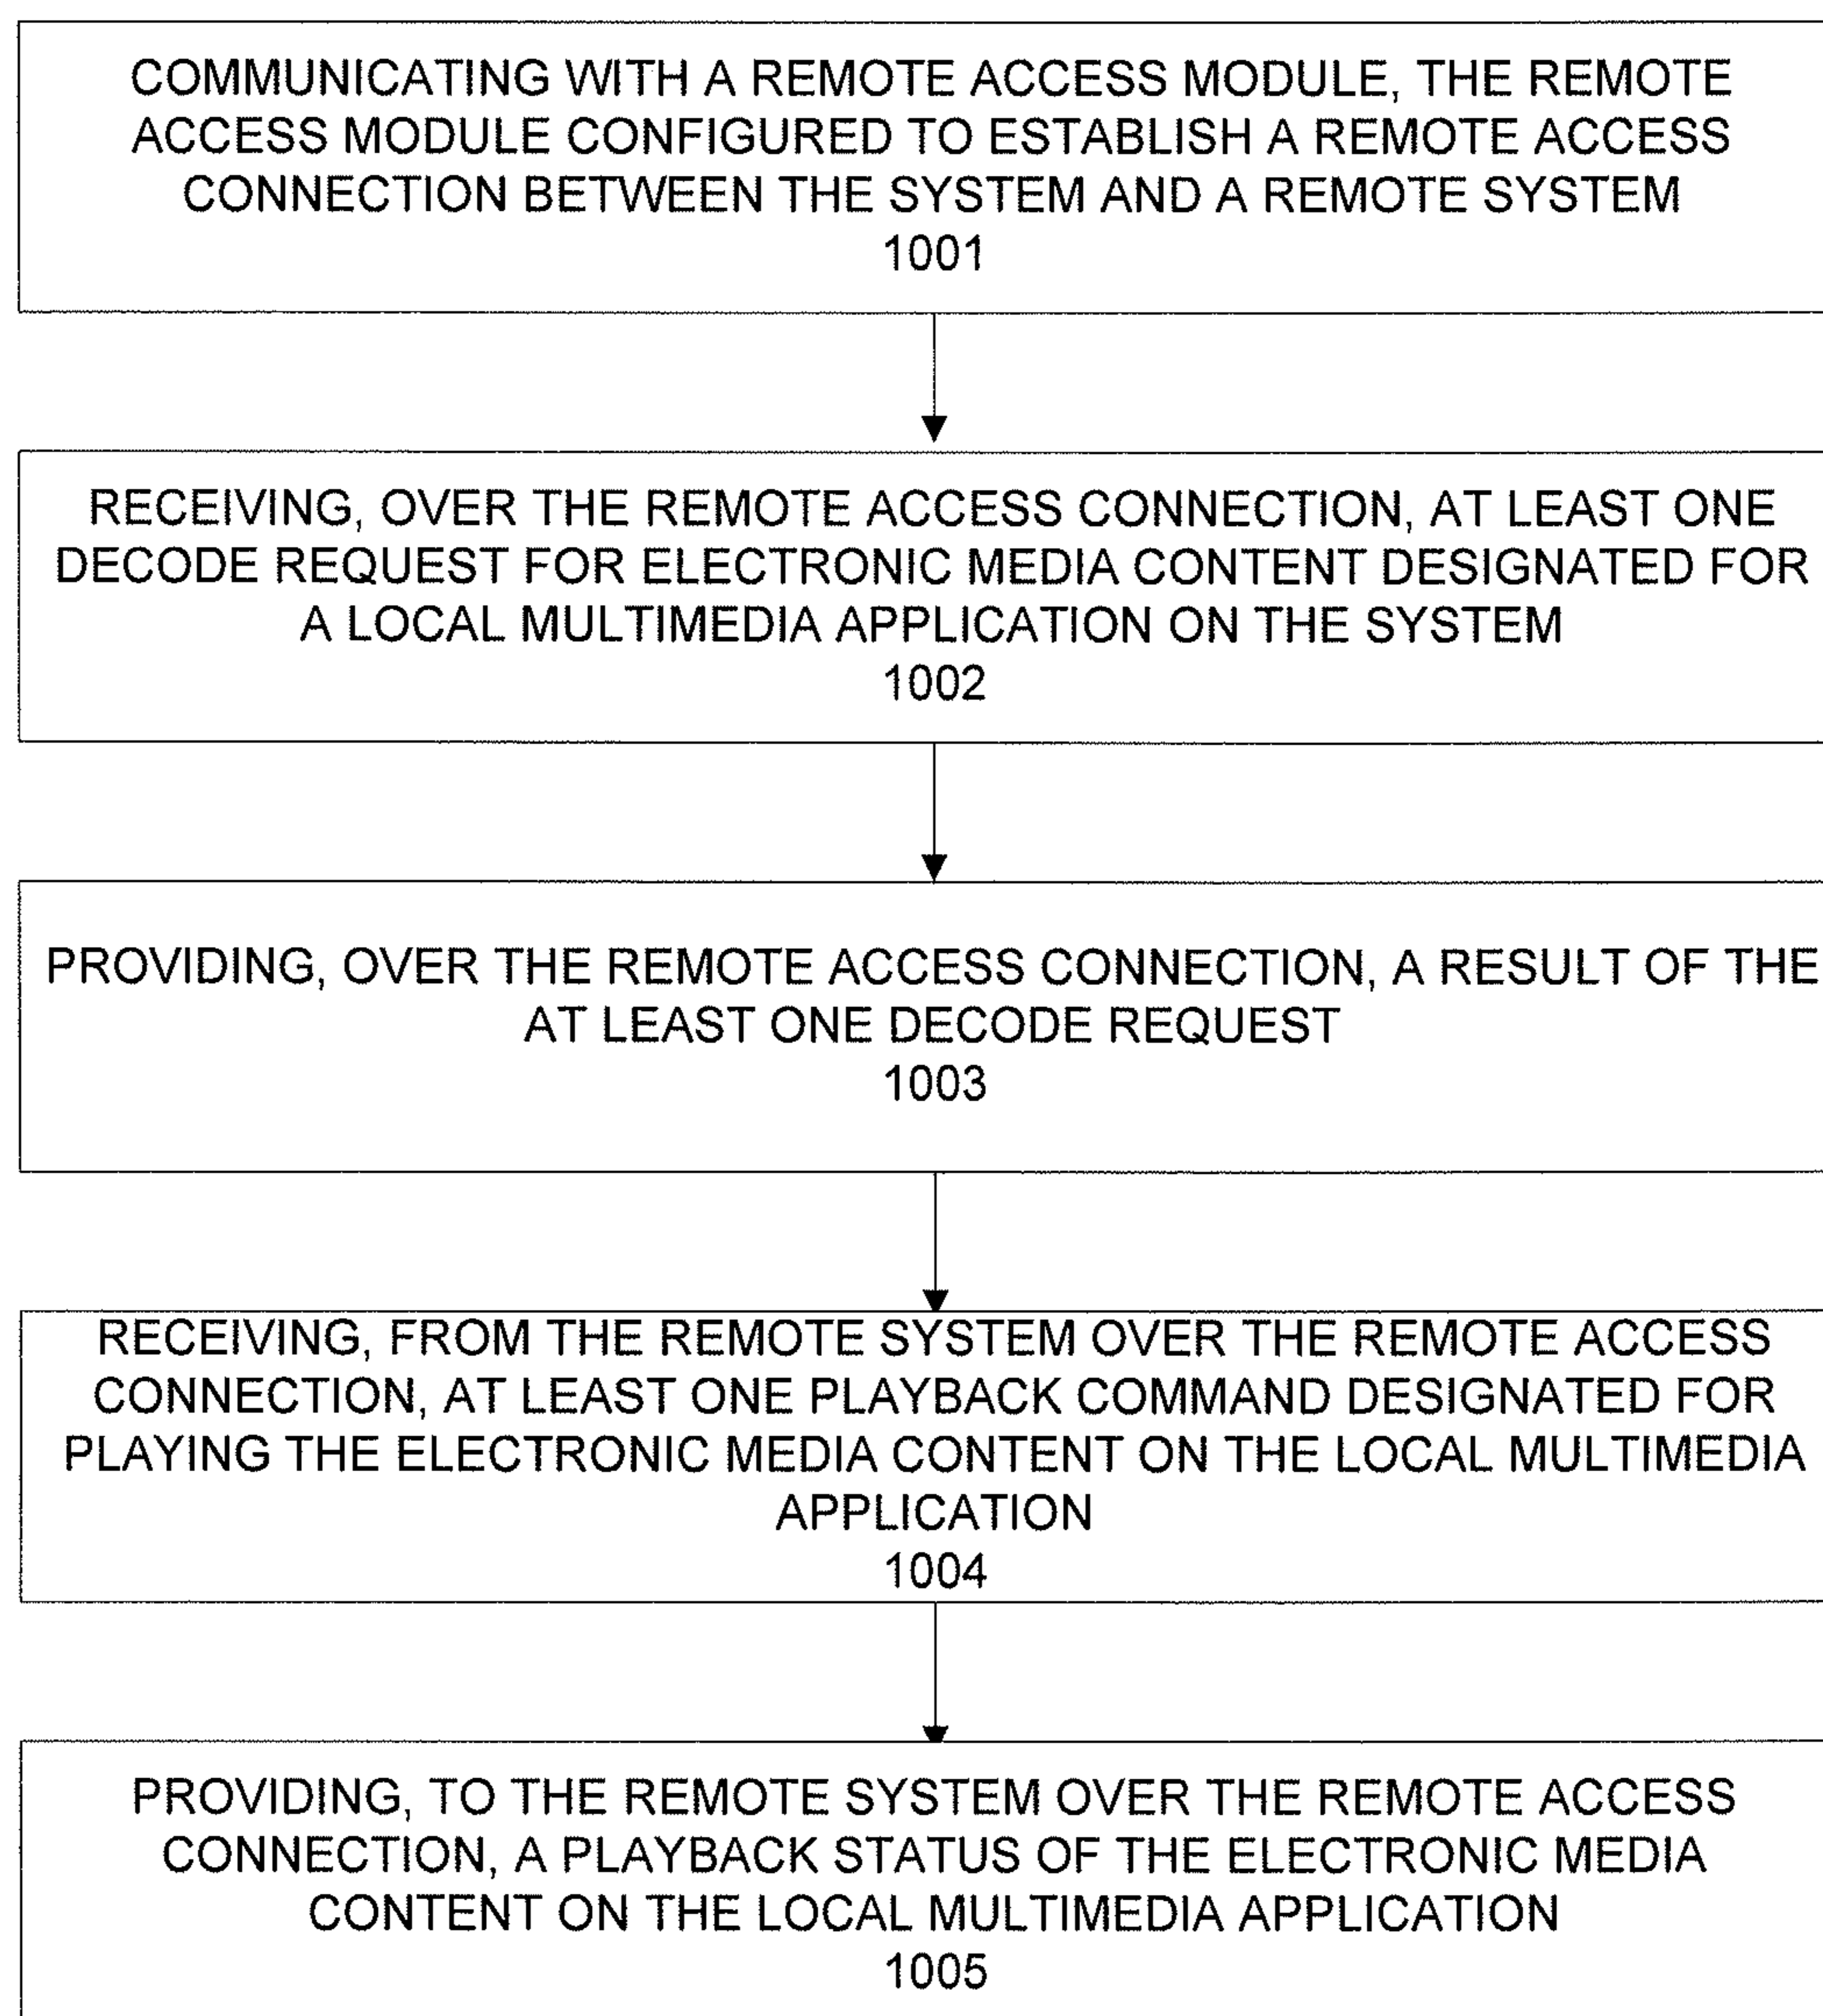 COMMUNICATING WITH A REMOTE ACCESS MODULE, THE REMOTE
ACCESS MODULE CONFIGURED TO ESTABLISH A REMOTE ACCESS
CONNECTION BETWEEN THE SYSTEM AND A REMOTE SYSTEM
1001
RECEIVING, OVER THE REMOTE ACCESS CONNECTION, AT LEAST ONE
DECODE REQUEST FOR ELECTRONIC MEDIA CONTENT DESIGNATED FOR
A LOCAL MULTIMEDIA APPLICATION ON THE SYSTEM
1002
PROVIDING, OVER THE REMOTE ACCESS CONNECTION, A RESULT OF THE
AT LEAST ONE DECODE REQUEST
1003
RECEIVING, FROM THE REMOTE SYSTEM OVER THE REMOTE ACCESS
CONNECTION, AT LEAST ONE PLAYBACK COMMAND DESIGNATED FOR
PLAYING THE ELECTRONIC MEDIA CONTENT ON THE LOCAL MULTIMEDIA
APPLICATION
1004
PROVIDING, TO THE REMOTE SYSTEM OVER THE REMOTE ACCESS
CONNECTION, A PLAYBACK STATUS OF THE ELECTRONIC MEDIA
CONTENT ON THE LOCAL MULTIMEDIA APPLICATION
1005